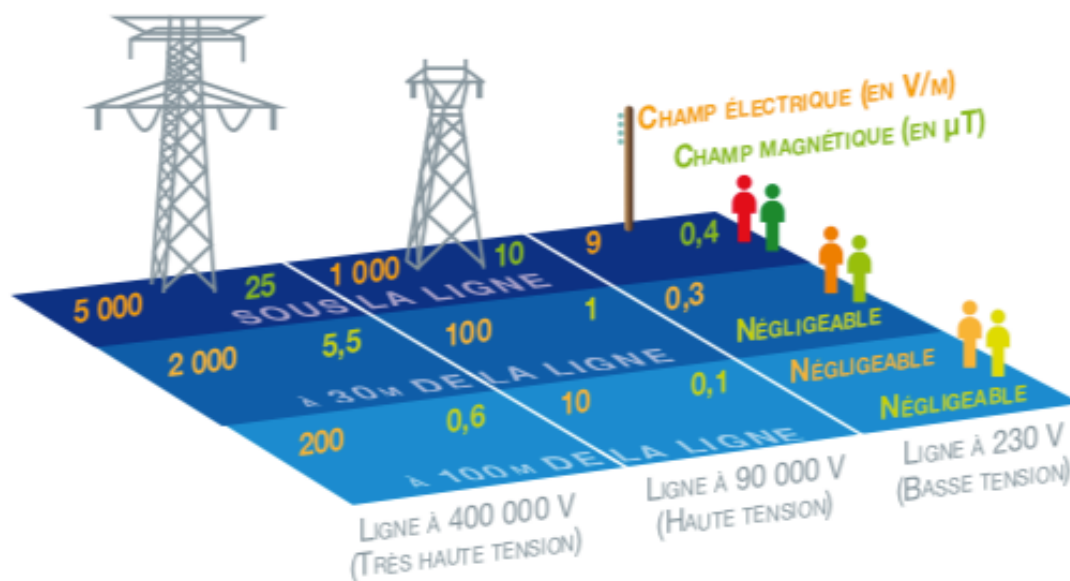 Champ électrique (en V/m)
Champ magnétique (en µT)
5 000 25 1 000 10 9 0,4
Sous la ligne
2 000 5,5 100 1 0,3 Négligeable
à 30m de la ligne
200 0,6 10 0,1 Négligeable Négligeable
à 100m de la ligne
Ligne à 400 000 V
(Très haute tension)
Ligne à 90 000 V
(Haute tension)
Ligne à 230 V
(Basse tension)